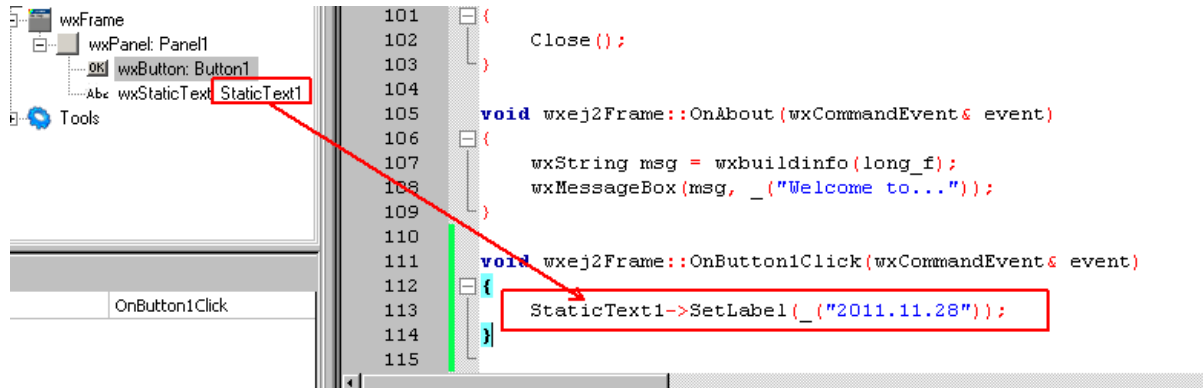 wxFrame
wxPanel: Panel1
OK wxButton: Button1
Abc wxStaticText: StaticText1
Tools
OnButton1Click
101 {
102 Close();
103 }
104
105 void wxej2Frame::OnAbout(wxCommandEvent& event)
106 {
107 wxString msg = wxbuildinfo(long_f);
108 wxMessageBox(msg, _("Welcome to..."));
109 }
110
111 void wxej2Frame::OnButton1Click(wxCommandEvent& event)
112 {
113 StaticText1->SetLabel(_("2011.11.28"));
114 }
115